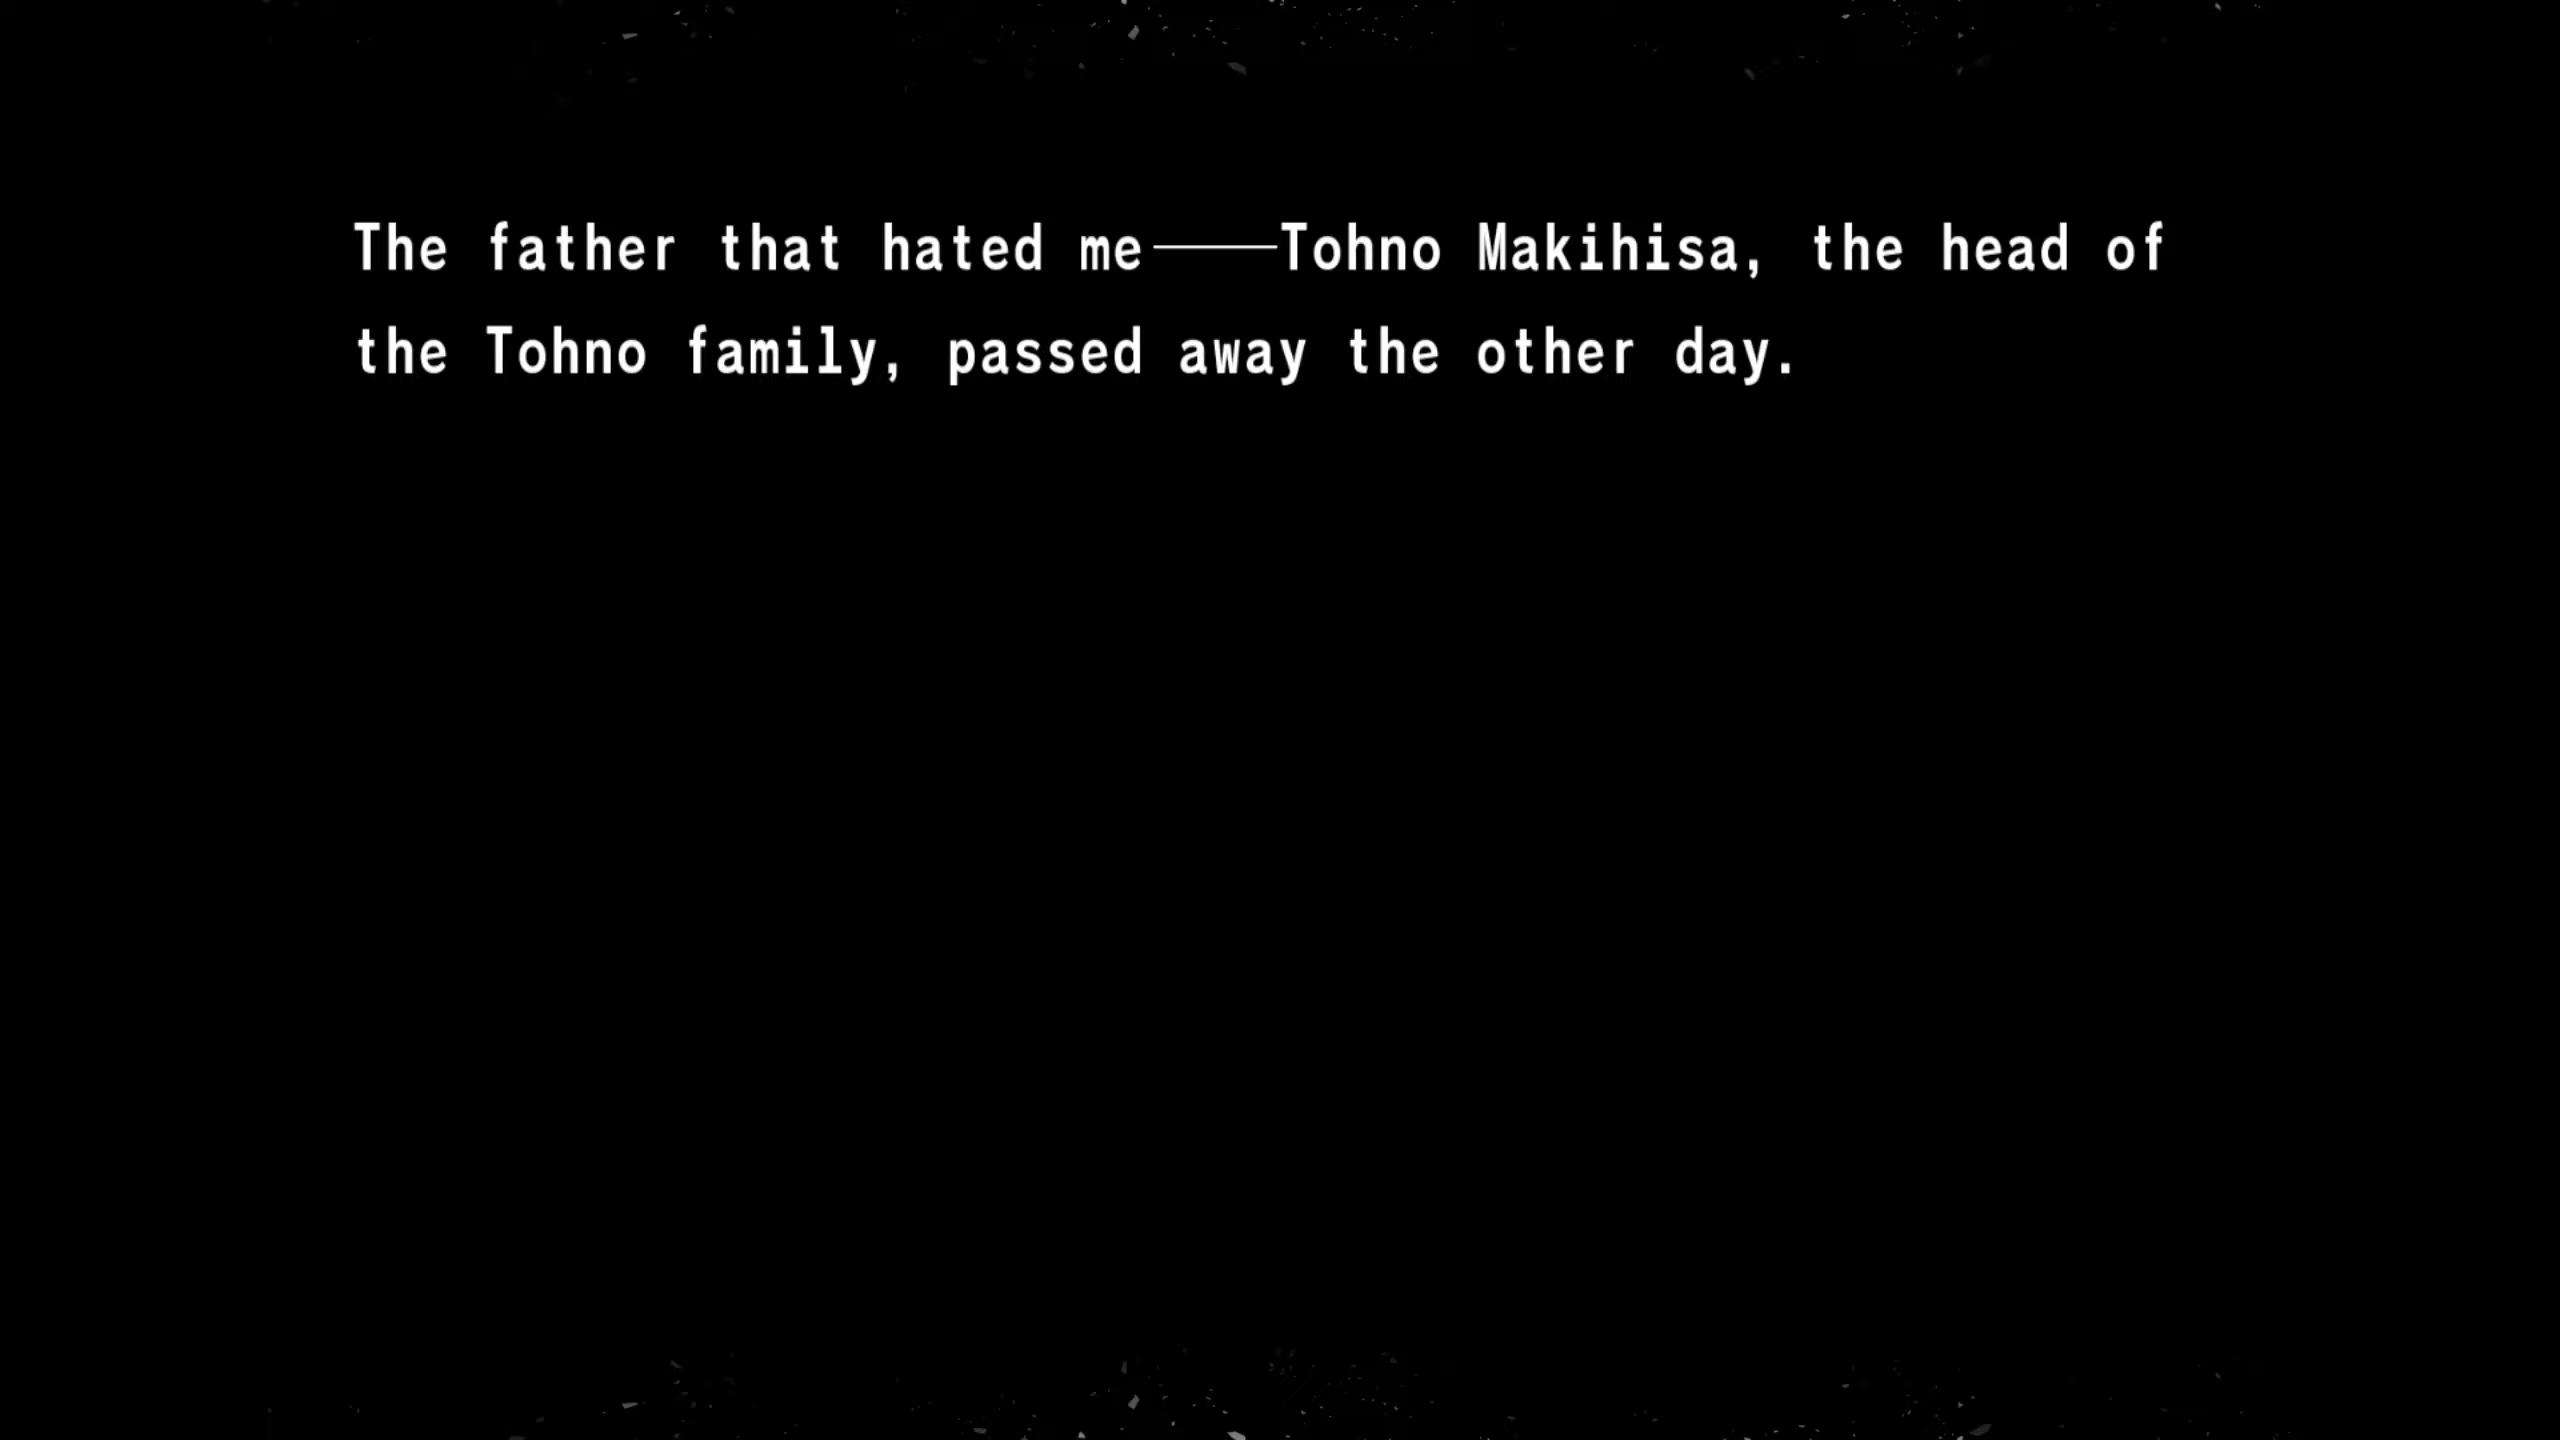 The father that hated me――Tohno Makihisa, the head of
the Tohno family, passed away the other day.